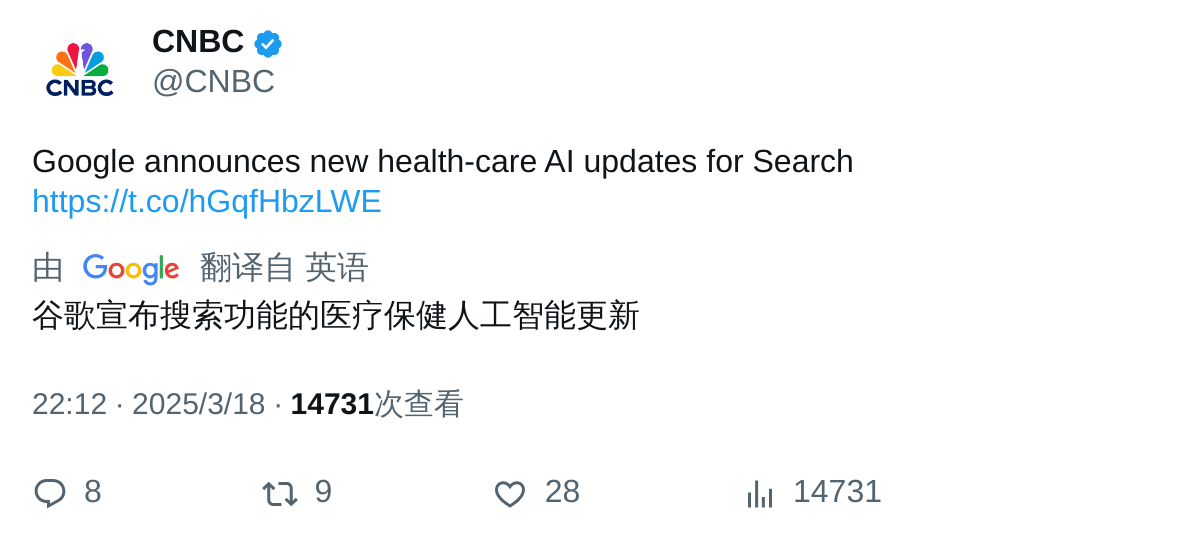 CNBC
@CNBC
CNBC
Google announces new health-care AI updates for Search
https://t.co/hGqfHbzLWE
由 Google 翻译自 英语
谷歌宣布搜索功能的医疗保健人工智能更新
22:12 · 2025/3/18 · 14731次查看
8 9 28 14731